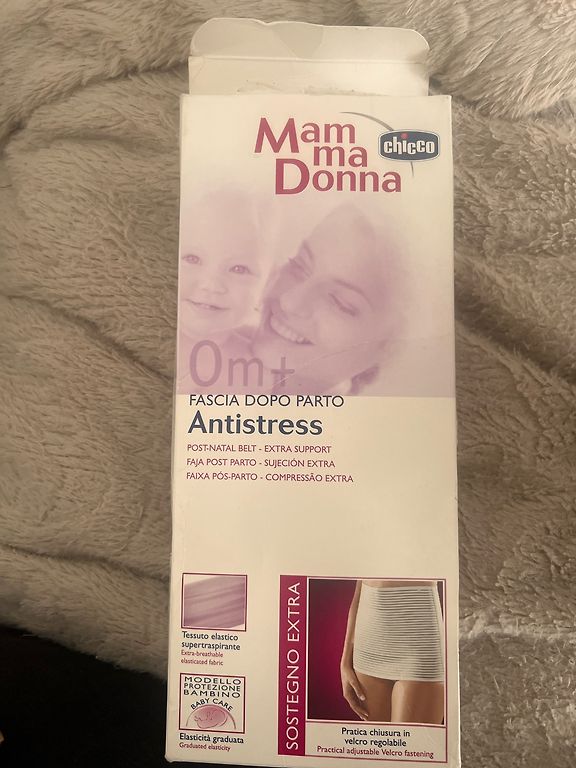 Mam
ma
Donna
chicco
0m+
FASCIA DOPO PARTO
Antistress
POST-NATAL BELT - EXTRA SUPPORT
FAJA POST PARTO - SUJECIÓN EXTRA
FAIXA PÓS-PARTO - COMPRESSÃO EXTRA
Tessuto elastico
supertraspirante
Extra-breathable
elasticated fabric
MODELLO
PROTEZIONE
BAMBINO
BABY CARE
Elasticità graduata
Graduated elasticity
SOSTEGNO EXTRA
Pratica chiusura in
velcro regolabile
Practical adjustable Velcro fastening